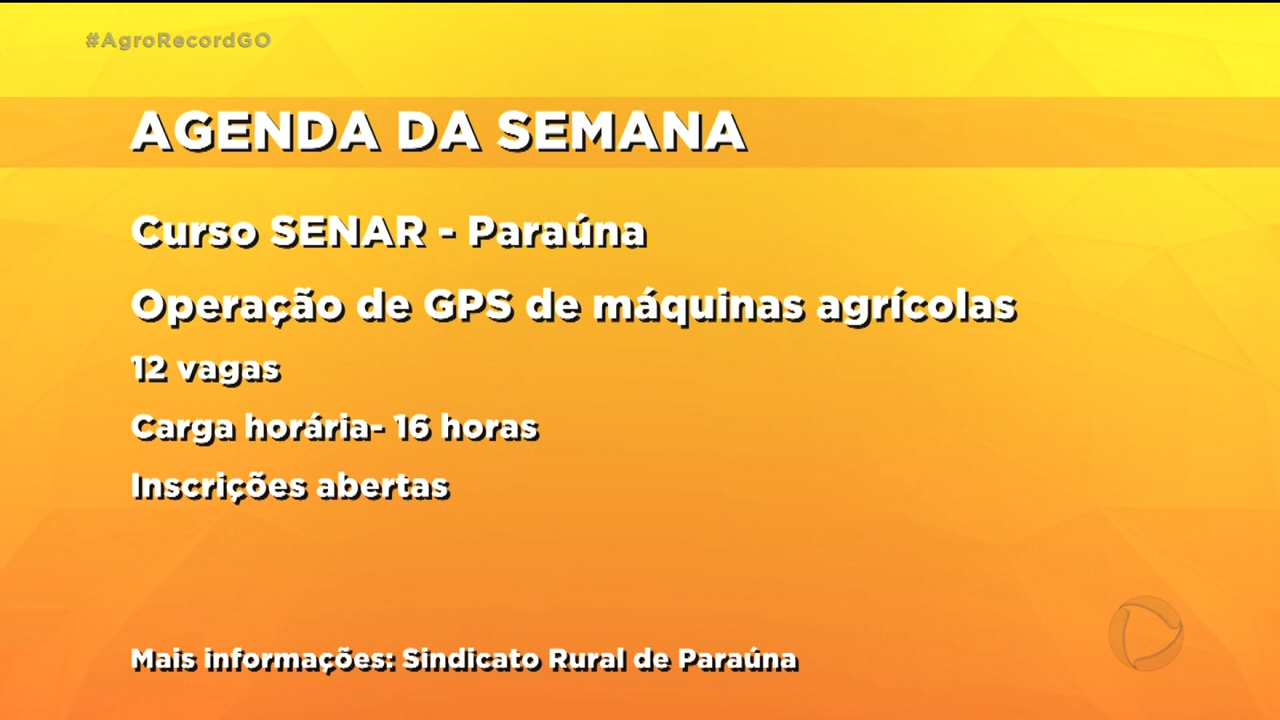 #AgroRecordGO
AGENDA DA SEMANA
Curso SENAR - Paraúna
Operação de GPS de máquinas agrícolas
12 vagas
Carga horária- 16 horas
Inscrições abertas
Mais informações: Sindicato Rural de Paraúna